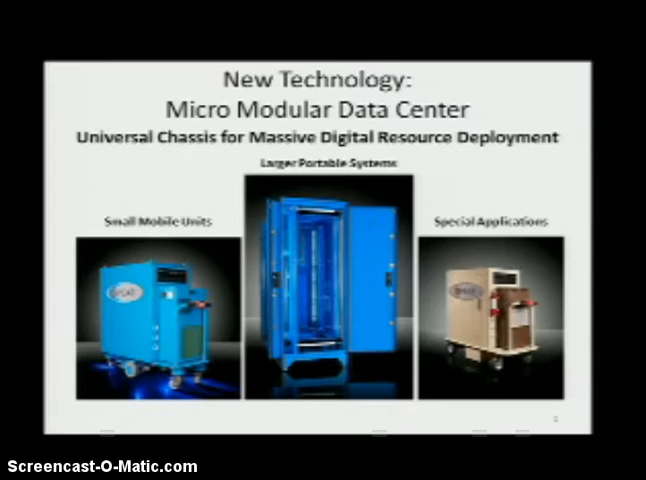 New Technology:
Micro Modular Data Center
Universal Chassis for Massive Digital Resource Deployment
Larger Portable Systems
Small Mobile Units
Special Applications
Screencast-O-Matic.com